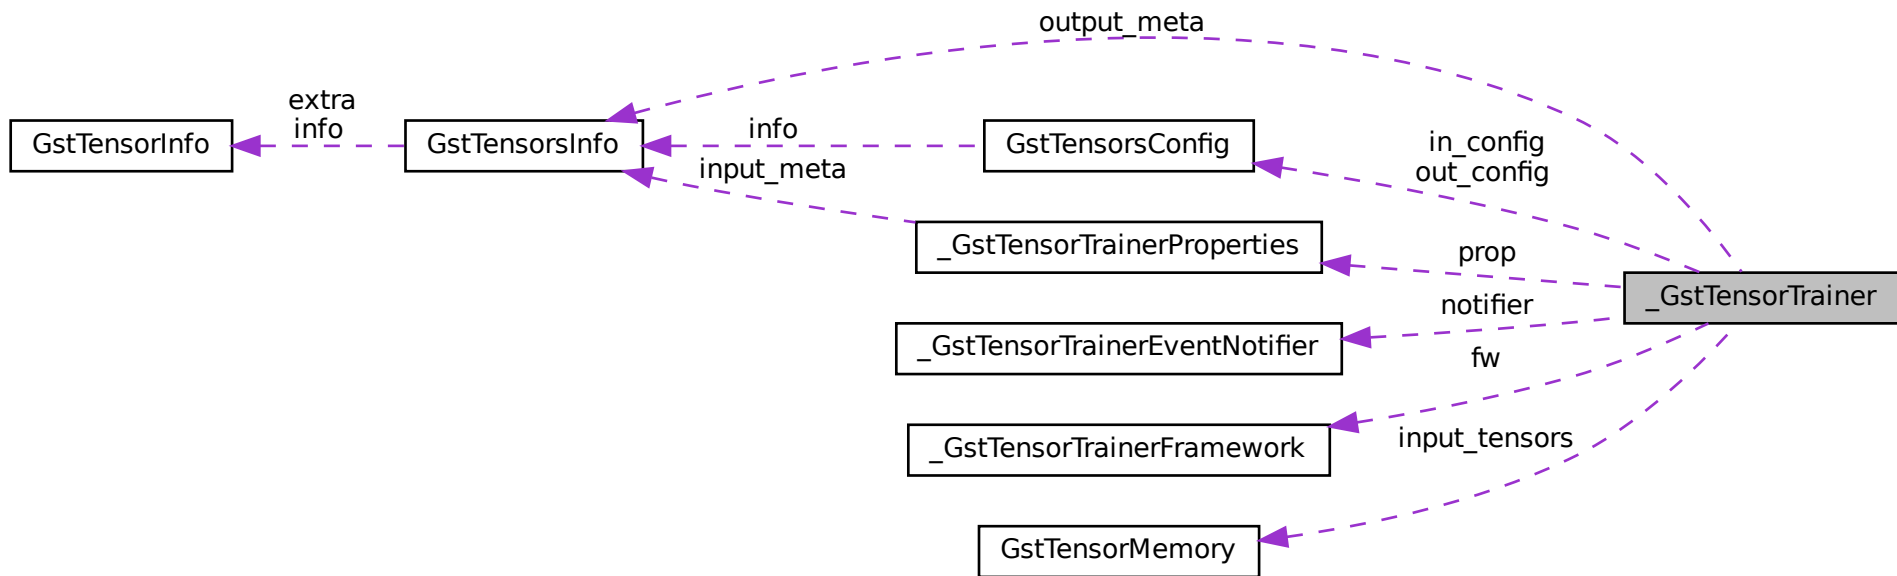 output_meta
extra
info
GstTensorInfo
GstTensorsInfo
info
input_meta
GstTensorsConfig
in_config
out_config
_GstTensorTrainerProperties
prop
_GstTensorTrainer
notifier
_GstTensorTrainerEventNotifier
fw
_GstTensorTrainerFramework
input_tensors
GstTensorMemory